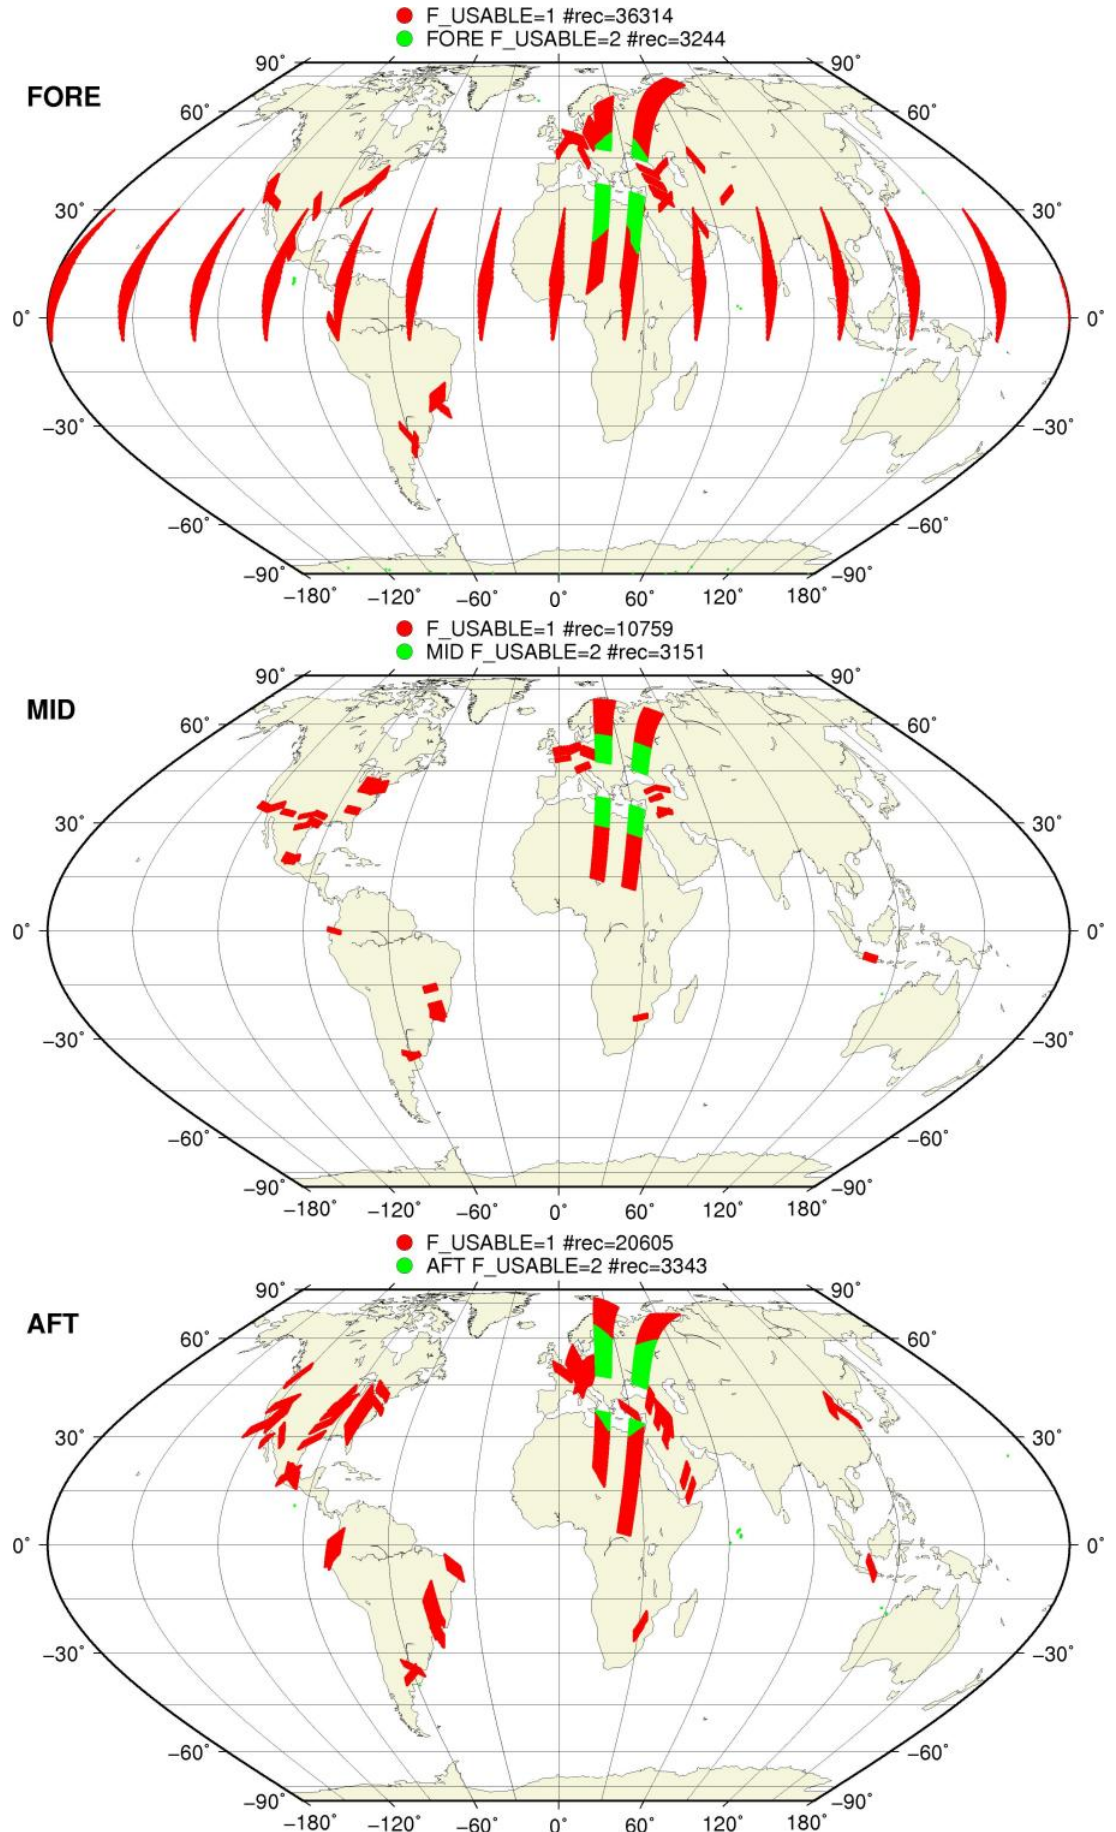 F_USABLE=1 #rec=36314
FORE F_USABLE=2 #rec=3244
FORE
90° 90°
60° 60°
30° 30°
0° 0°
−30° −30°
−60° −60°
−90° −90°
−180° −120° −60° 0° 60° 120° 180°
F_USABLE=1 #rec=10759
MID F_USABLE=2 #rec=3151
MID
90° 90°
60° 60°
30° 30°
0° 0°
−30° −30°
−60° −60°
−90° −90°
−180° −120° −60° 0° 60° 120° 180°
F_USABLE=1 #rec=20605
AFT F_USABLE=2 #rec=3343
AFT
90° 90°
60° 60°
30° 30°
0° 0°
−30° −30°
−60° −60°
−90° −90°
−180° −120° −60° 0° 60° 120° 180°